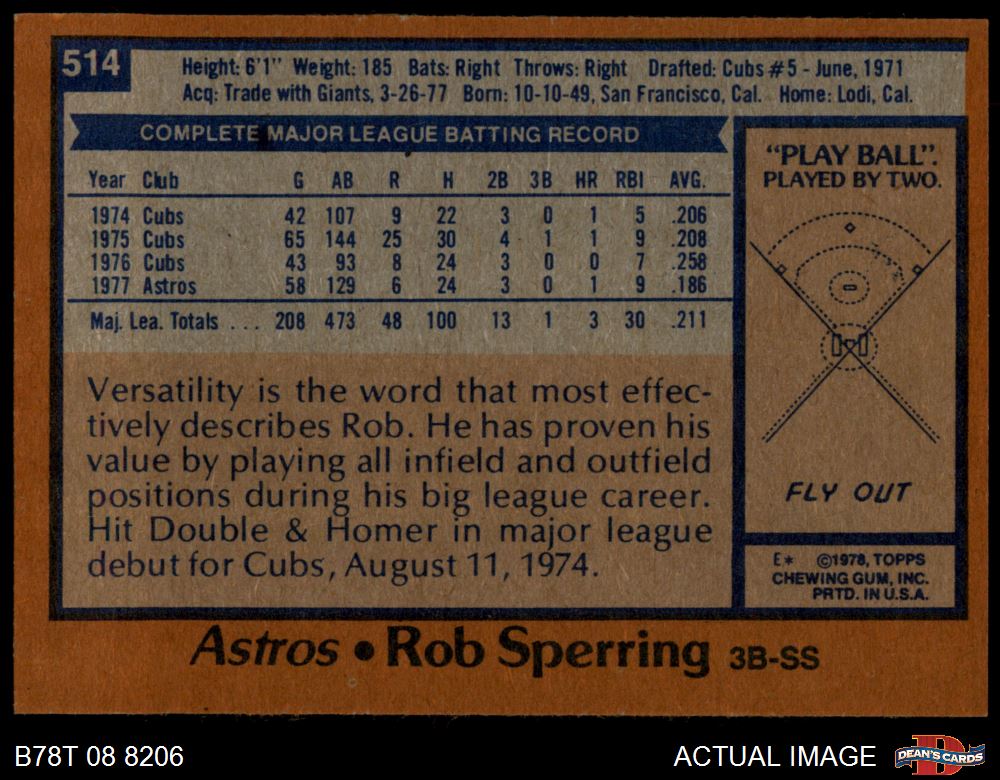 514
Height: 6'1" Weight: 185 Bats: Right Throws: Right Drafted: Cubs #5 - June, 1971
Acq: Trade with Giants, 3-26-77 Born: 10-10-49, San Francisco, Cal. Home: Lodi, Cal.
COMPLETE MAJOR LEAGUE BATTING RECORD
Year Club G AB R H 2B 3B HR RBI AVG.
1974 Cubs 42 107 9 22 3 0 1 5 .206
1975 Cubs 65 144 25 30 4 1 1 9 .208
1976 Cubs 43 93 8 24 3 0 0 7 .258
1977 Astros 58 129 6 24 3 0 1 9 .186
Maj. Lea. Totals ... 208 473 48 100 13 1 3 30 .211
Versatility is the word that most effec-
tively describes Rob. He has proven his
value by playing all infield and outfield
positions during his big league career.
Hit Double & Homer in major league
debut for Cubs, August 11, 1974.
"PLAY BALL".
PLAYED BY TWO.
FLY OUT
E* ©1978, TOPPS
CHEWING GUM, INC.
PRTD. IN U.S.A.
Astros • Rob Sperring 3B-SS
B78T 08 8206
ACTUAL IMAGE
D
DEAN'S CARDS